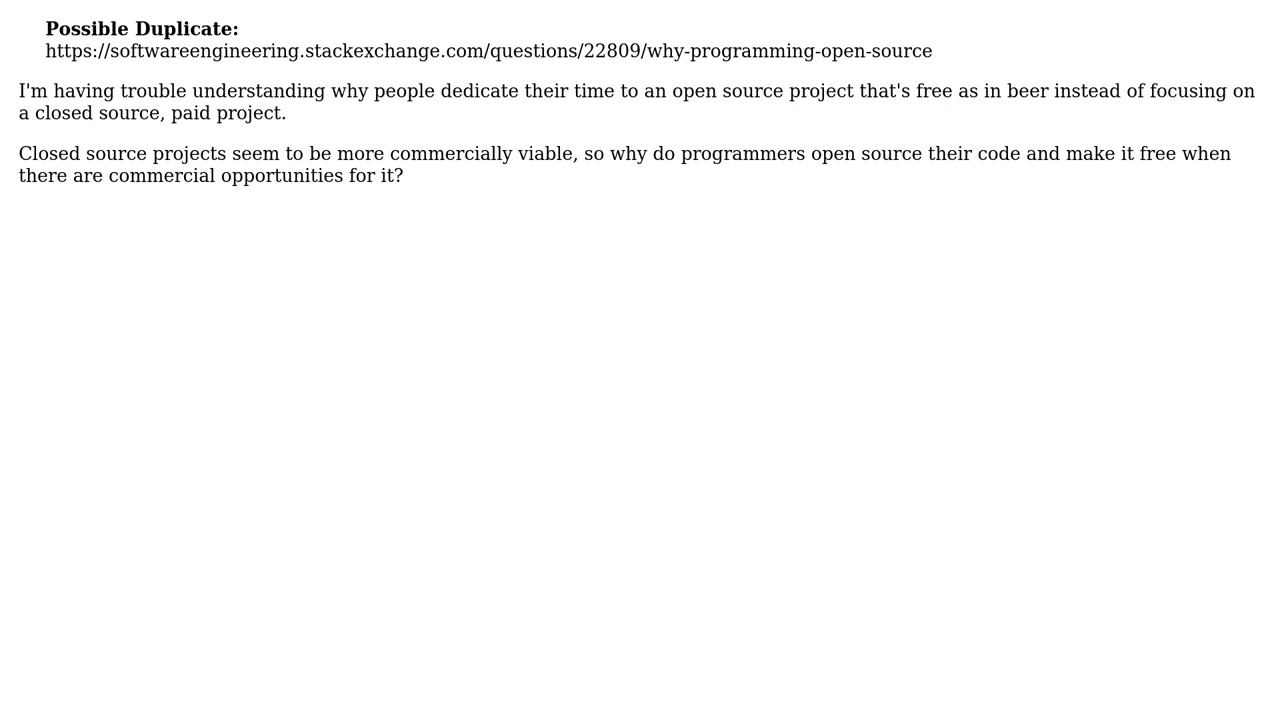 Possible Duplicate:
https://softwareengineering.stackexchange.com/questions/22809/why-programming-open-source
I'm having trouble understanding why people dedicate their time to an open source project that's free as in beer instead of focusing on
a closed source, paid project.
Closed source projects seem to be more commercially viable, so why do programmers open source their code and make it free when
there are commercial opportunities for it?